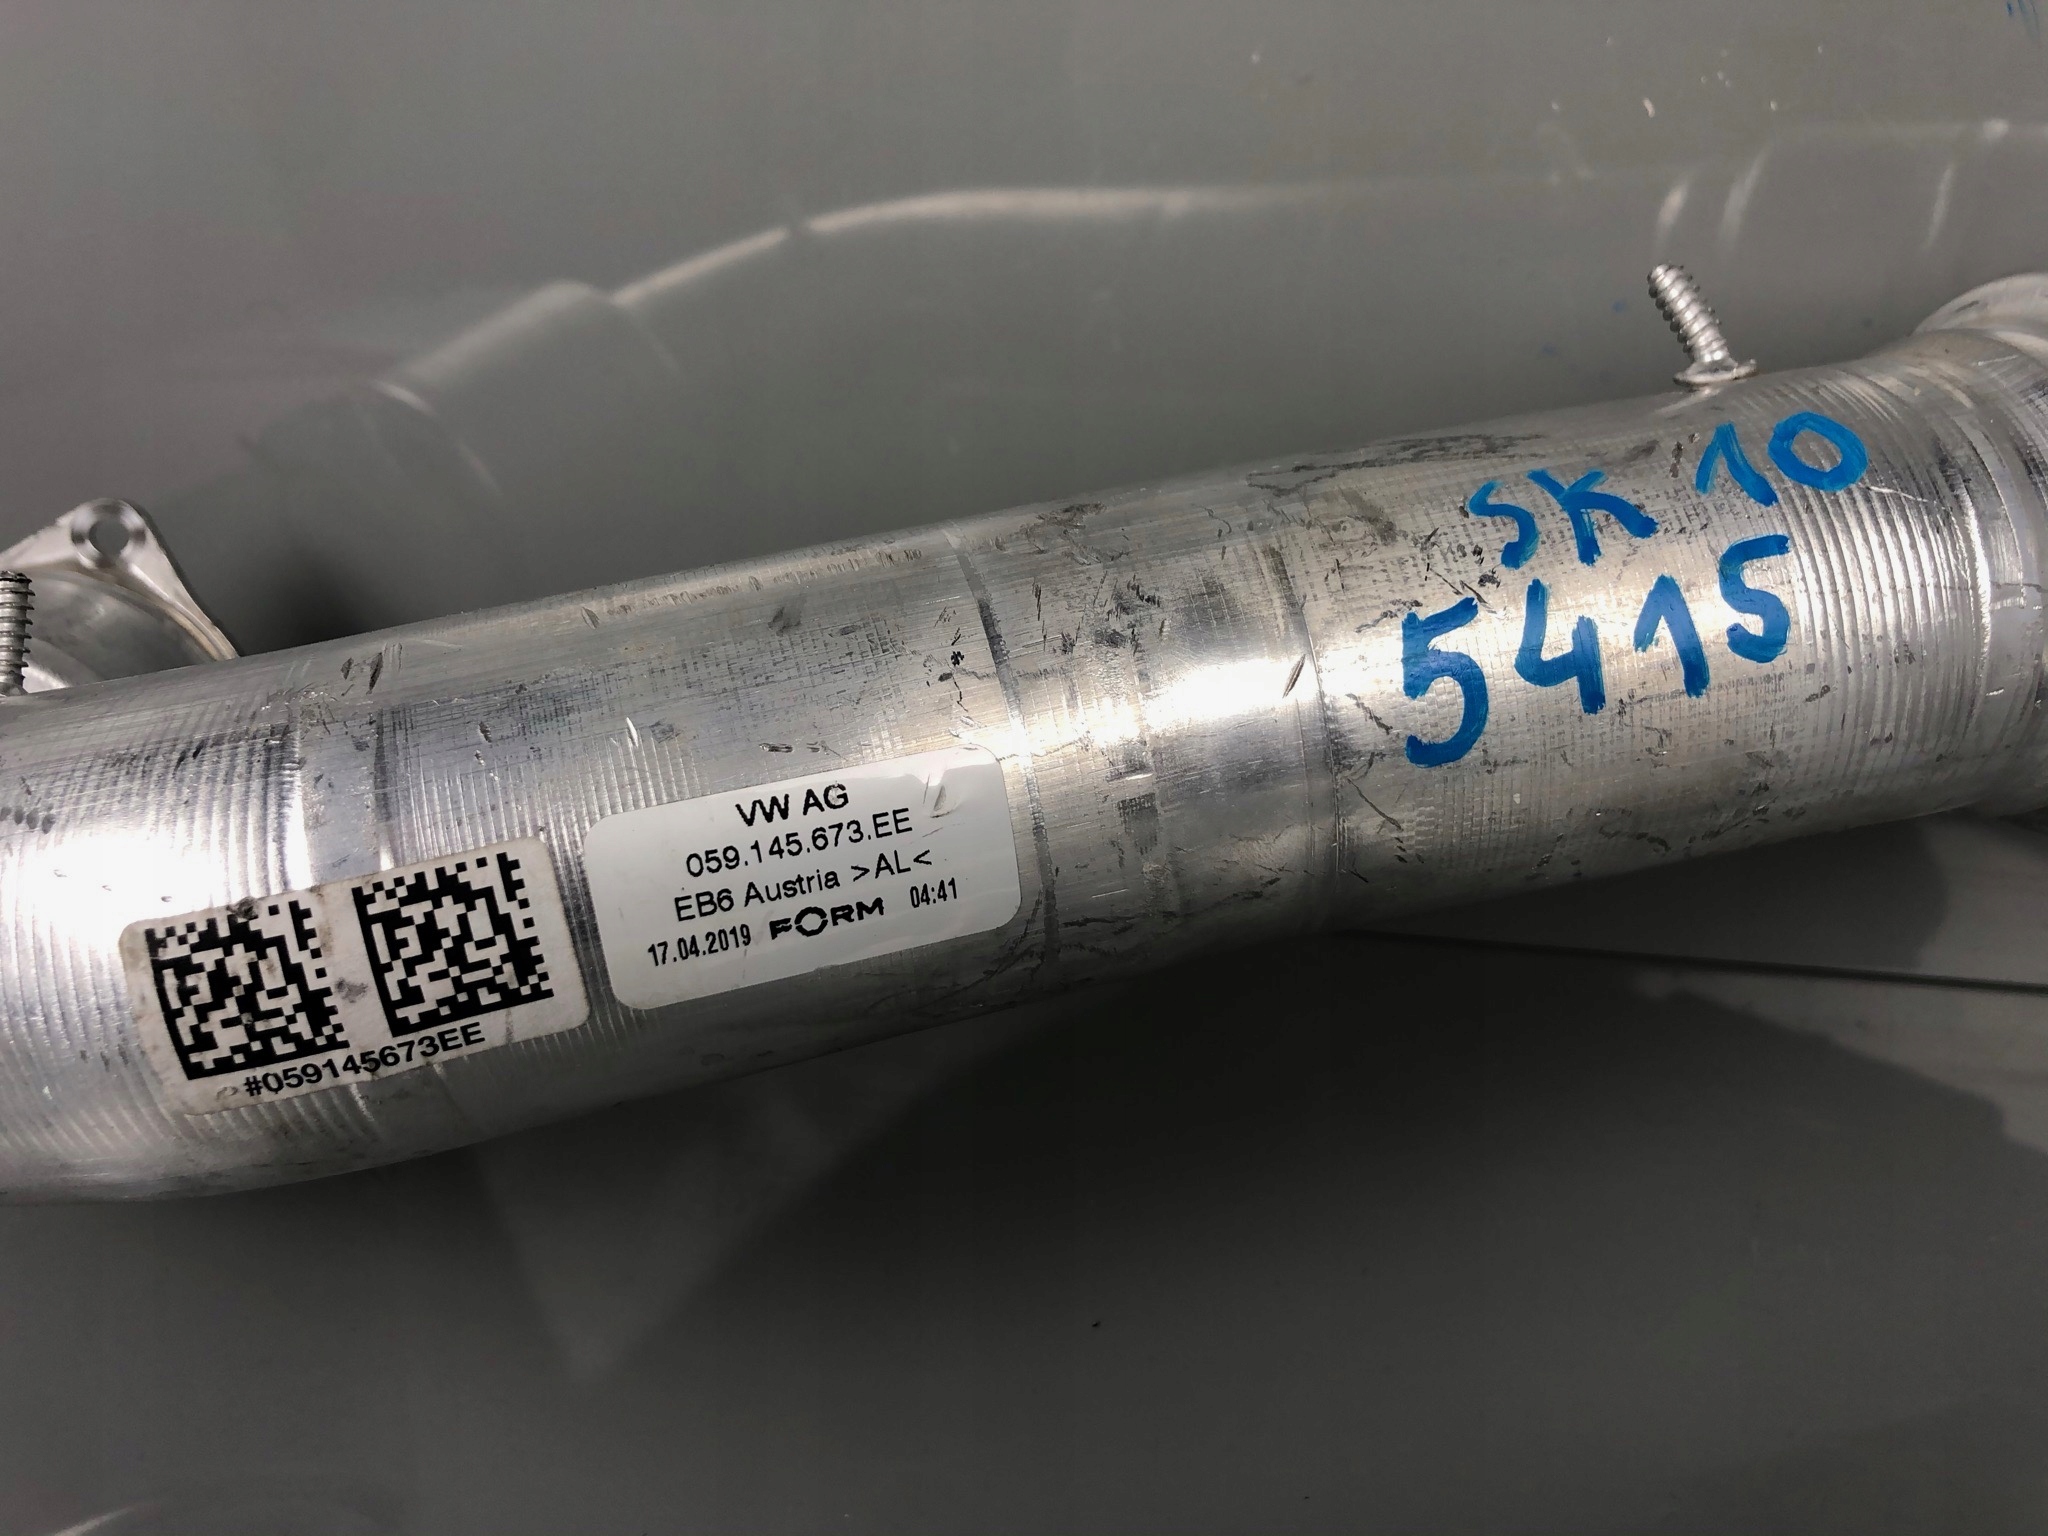 SK 10
5415
VW AG
059.145.673.EE
EB6 Austria >AL<
17.04.2019 FORM 04:41
#059145673EE